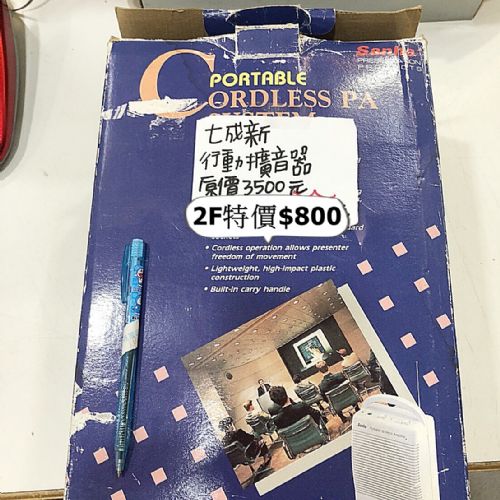 Sanha
PORTABLE
CORDLESS PA
SYSTEM
七成新
行動擴音器
原價3500元
2F特價$800
• Cordless operation allows presenter
freedom of movement
• Lightweight, high-impact plastic
construction
• Built-in carry handle